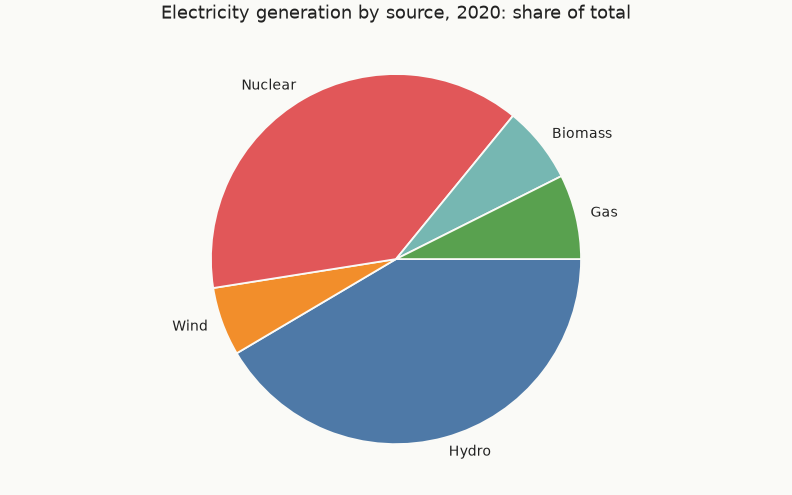 Electricity generation by source, 2020: share of total
Nuclear
Biomass
Gas
Wind
Hydro